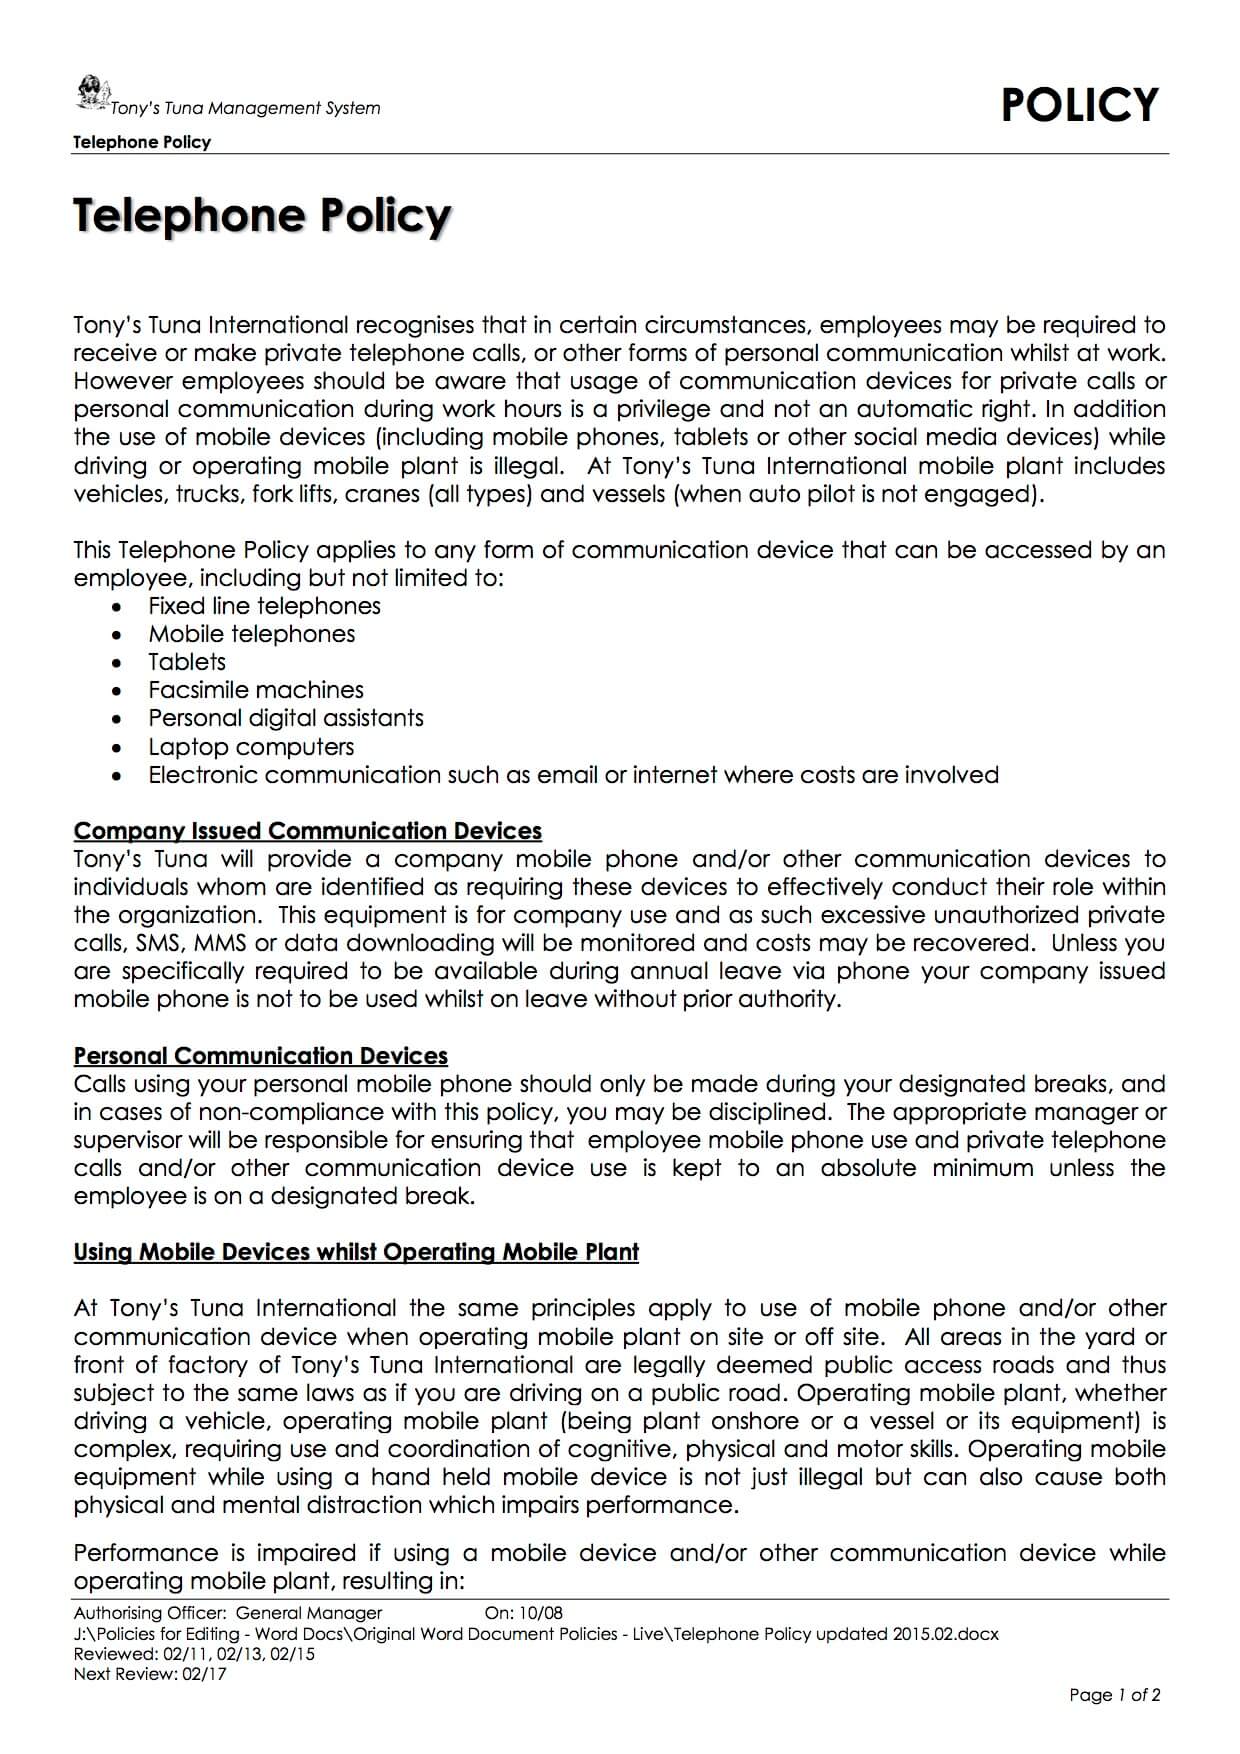 Tony's Tuna Management System
POLICY
Telephone Policy
Telephone Policy
Tony's Tuna International recognises that in certain circumstances, employees may be required to
receive or make private telephone calls, or other forms of personal communication whilst at work.
However employees should be aware that usage of communication devices for private calls or
personal communication during work hours is a privilege and not an automatic right. In addition
the use of mobile devices (including mobile phones, tablets or other social media devices) while
driving or operating mobile plant is illegal.  At Tony's Tuna International mobile plant includes
vehicles, trucks, fork lifts, cranes (all types) and vessels (when auto pilot is not engaged).
This Telephone Policy applies to any form of communication device that can be accessed by an
employee, including but not limited to:
• Fixed line telephones
• Mobile telephones
• Tablets
• Facsimile machines
• Personal digital assistants
• Laptop computers
• Electronic communication such as email or internet where costs are involved
Company Issued Communication Devices
Tony's Tuna will provide a company mobile phone and/or other communication devices to
individuals whom are identified as requiring these devices to effectively conduct their role within
the organization.  This equipment is for company use and as such excessive unauthorized private
calls, SMS, MMS or data downloading will be monitored and costs may be recovered.  Unless you
are specifically required to be available during annual leave via phone your company issued
mobile phone is not to be used whilst on leave without prior authority.
Personal Communication Devices
Calls using your personal mobile phone should only be made during your designated breaks, and
in cases of non-compliance with this policy, you may be disciplined.  The appropriate manager or
supervisor will be responsible for ensuring that  employee mobile phone use and private telephone
calls and/or other communication device use is kept to an absolute minimum unless the
employee is on a designated break.
Using Mobile Devices whilst Operating Mobile Plant
At Tony's Tuna International the same principles apply to use of mobile phone and/or other
communication device when operating mobile plant on site or off site.  All areas in the yard or
front of factory of Tony's Tuna International are legally deemed public access roads and thus
subject to the same laws as if you are driving on a public road. Operating mobile plant, whether
driving a vehicle, operating mobile plant (being plant onshore or a vessel or its equipment) is
complex, requiring use and coordination of cognitive, physical and motor skills. Operating mobile
equipment while using a hand held mobile device is not just illegal but can also cause both
physical and mental distraction which impairs performance.
Performance is impaired if using a mobile device and/or other communication device while
operating mobile plant, resulting in:
Authorising Officer:  General Manager On: 10/08
J:\Policies for Editing - Word Docs\Original Word Document Policies - Live\Telephone Policy updated 2015.02.docx
Reviewed: 02/11, 02/13, 02/15
Next Review: 02/17
Page 1 of 2